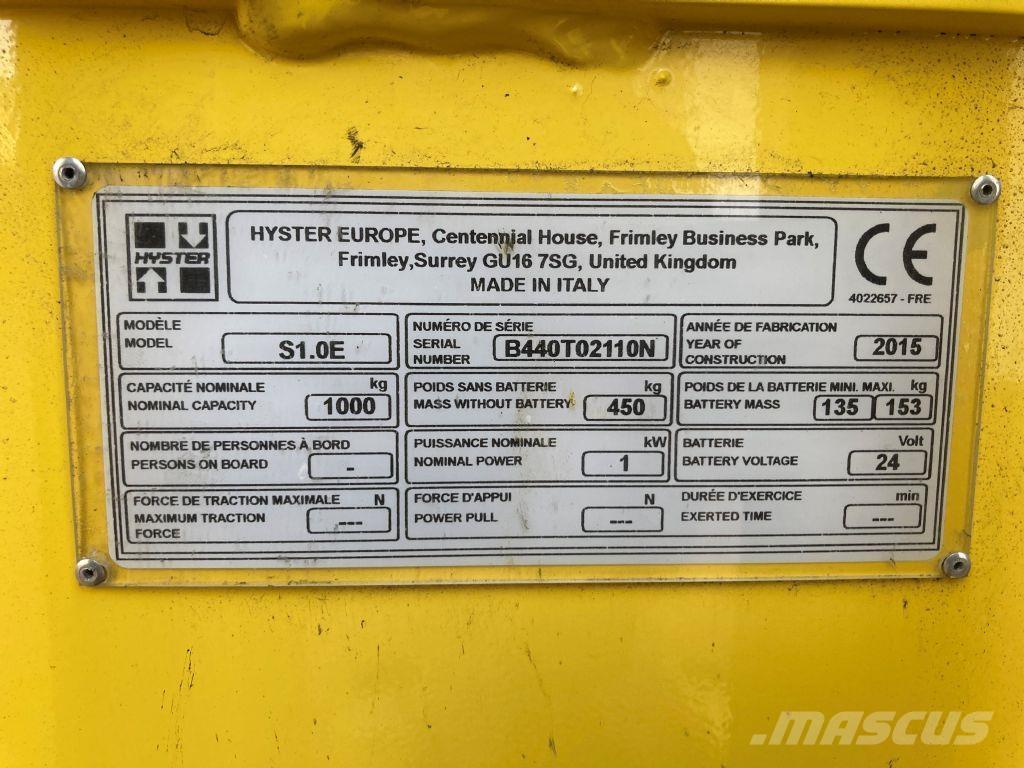 HYSTER
HYSTER EUROPE, Centennial House, Frimley Business Park,
Frimley,Surrey GU16 7SG, United Kingdom
MADE IN ITALY
CE
4022657 - FRE
MODÈLE
MODEL
S1.0E
NUMÉRO DE SÉRIE
SERIAL
NUMBER
B440T02110N
ANNÉE DE FABRICATION
YEAR OF
CONSTRUCTION
2015
CAPACITÉ NOMINALE kg
NOMINAL CAPACITY 1000
POIDS SANS BATTERIE kg
MASS WITHOUT BATTERY 450
POIDS DE LA BATTERIE MINI. MAXI. kg
BATTERY MASS 135 153
NOMBRE DE PERSONNES À BORD
PERSONS ON BOARD -
PUISSANCE NOMINALE kW
NOMINAL POWER 1
BATTERIE Volt
BATTERY VOLTAGE 24
FORCE DE TRACTION MAXIMALE N
MAXIMUM TRACTION
FORCE
---
FORCE D'APPUI N
POWER PULL ---
DURÉE D'EXERCICE min
EXERTED TIME ---
MASCUS